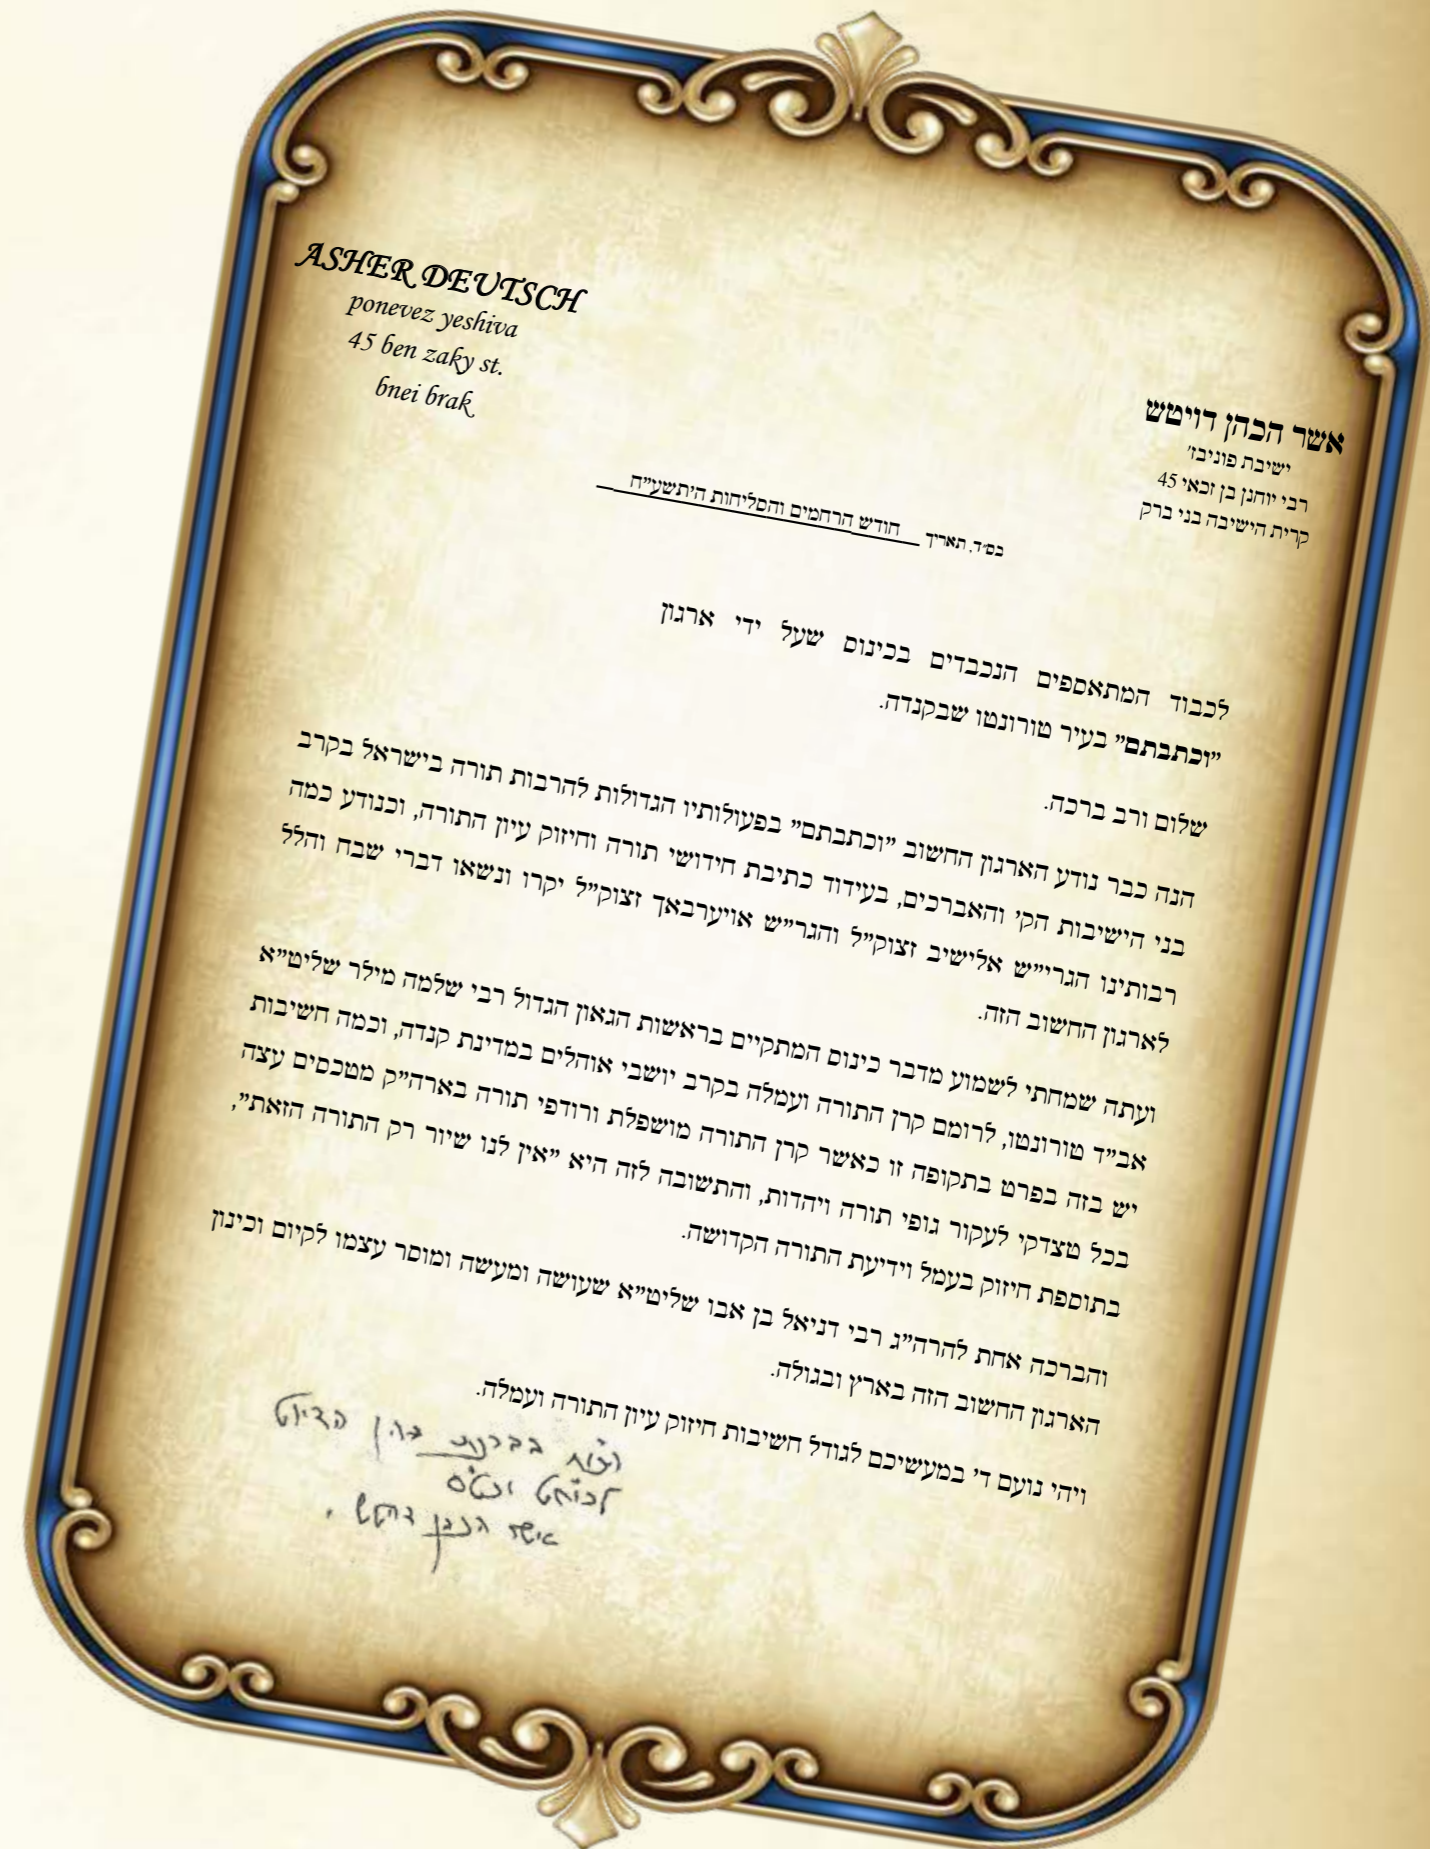 ASHER DEUTSCH
ponevez yeshiva
45 ben zaky st.
bnei brak
אשר הכהן דויטש
ישיבת פוניבז'
רבי יוחנן בן זכאי 45
קרית הישיבה בני ברק
בס״ד, תאריך חודש הרחמים והסליחות ה׳תשע״ח
לכבוד המתאספים הנכבדים בכינוס שעל ידי ארגון
״וכתבתם״ בעיר טורונטו שבקנדה.
שלום ורב ברכה.
הנה כבר נודע הארגון החשוב ״וכתבתם״ בפעולותיו הגדולות להרבות תורה בישראל בקרב
בני הישיבות הק׳ והאברכים, בעידוד כתיבת חידושי תורה וחיזוק עיון התורה, וכנודע כמה
רבותינו הגרי״ש אלישיב זצוק״ל והגר״ש אויערבאך זצוק״ל יקרו ונשאו דברי שבח והלל
לארגון החשוב הזה.
ועתה שמחתי לשמוע מדבר כינוס המתקיים בראשות הגאון הגדול רבי שלמה מילר שליט״א
אב״ד טורונטו, לרומם קרן התורה ועמלה בקרב יושבי אוהלים במדינת קנדה, וכמה חשיבות
יש בזה בפרט בתקופה זו כאשר קרן התורה מושפלת ורודפי תורה בארה״ק מטכסים עצה
בכל טצדקי לעקור גופי תורה ויהדות, והתשובה לזה היא ״אין לנו שיור רק התורה הזאת״,
בתוספת חיזוק בעמל וידיעת התורה הקדושה.
והברכה אחת להרה״ג רבי דניאל בן אבו שליט״א שעושה ומעשה ומוסר עצמו לקיום וכינון
הארגון החשוב הזה בארץ ובגולה.
ויהי נועם ד׳ במעשיכם לגודל חשיבות חיזוק עיון התורה ועמלה.
בברכת כהן הדיוט
לכוח״ט וכט״ס
אשר הכהן דויטש.